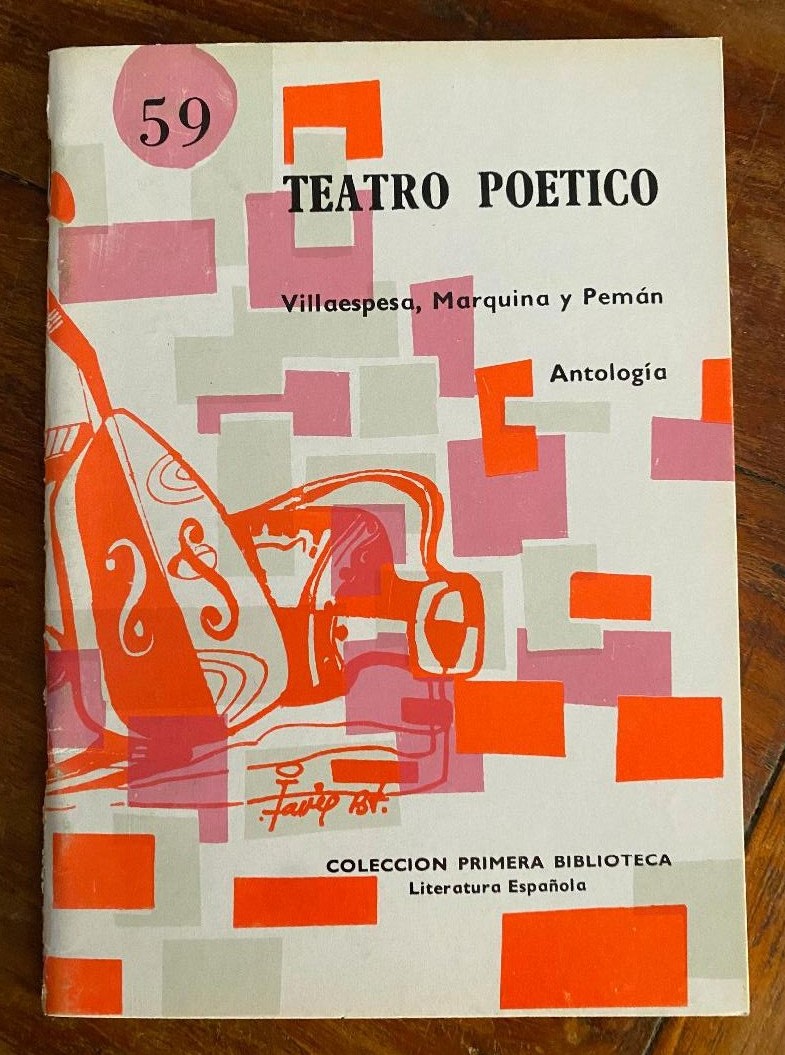 59
TEATRO POETICO
Villaespesa, Marquina y Pemán
Antología
COLECCION PRIMERA BIBLIOTECA
Literatura Española